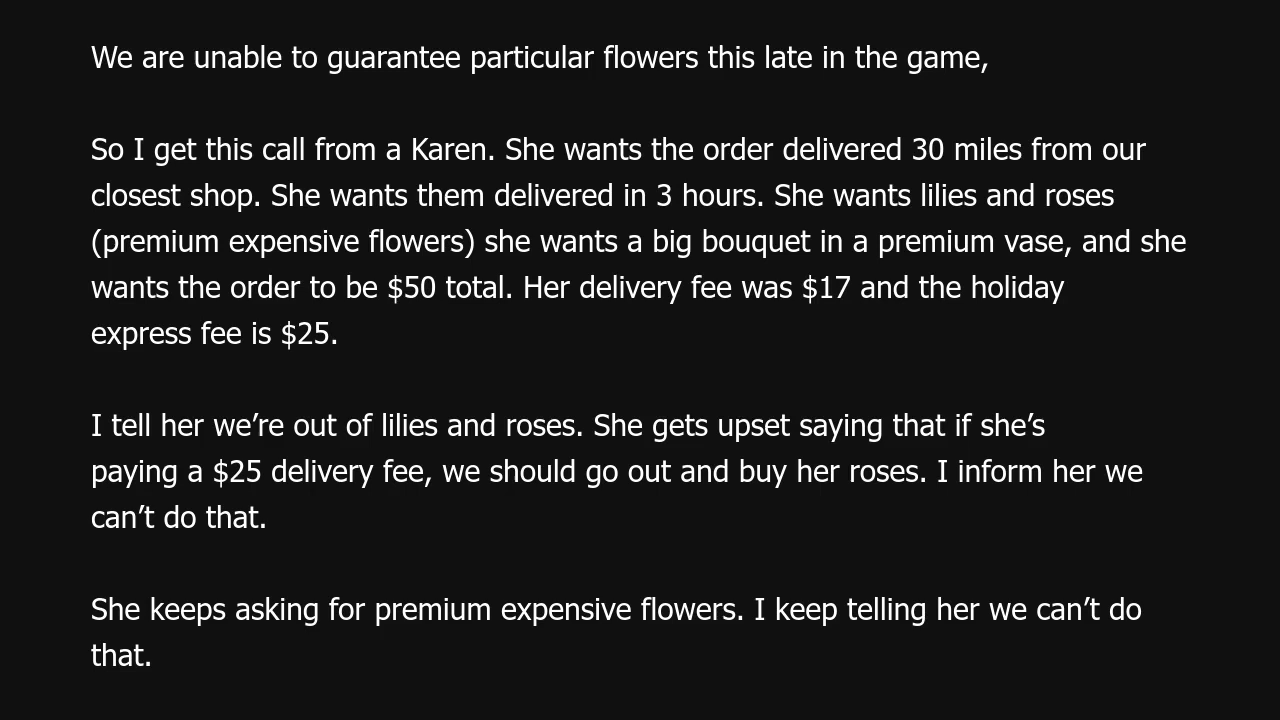 We are unable to guarantee particular flowers this late in the game,
So I get this call from a Karen. She wants the order delivered 30 miles from our
closest shop. She wants them delivered in 3 hours. She wants lilies and roses
(premium expensive flowers) she wants a big bouquet in a premium vase, and she
wants the order to be $50 total. Her delivery fee was $17 and the holiday
express fee is $25.
I tell her we’re out of lilies and roses. She gets upset saying that if she’s
paying a $25 delivery fee, we should go out and buy her roses. I inform her we
can’t do that.
She keeps asking for premium expensive flowers. I keep telling her we can’t do
that.